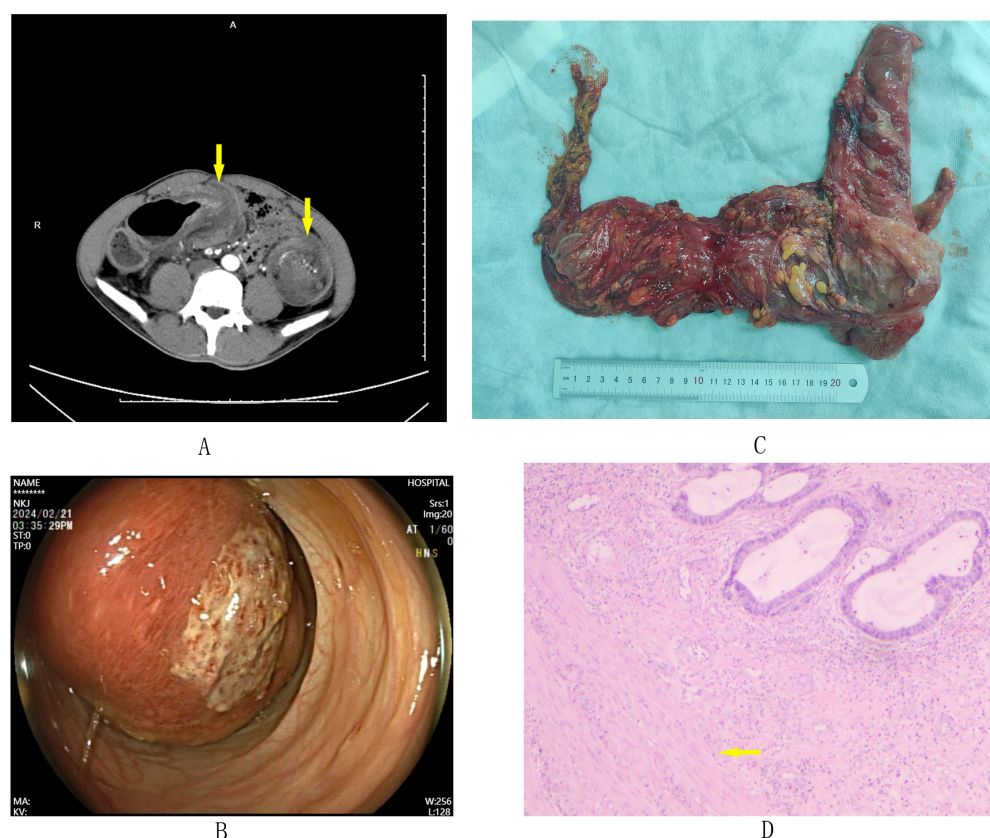 A
R
A
cm 1 2 3 4 5 6 7 8 9 10 11 12 13 14 15 16 17 18 19 20
C
NAME
********
NKJ
2024/02/21
03:35:29PM
ST:0
TP:0
HOSPITAL
Srs:1
Img:20
AT 1/60
0
HNS
MA:
KV:
W:256
L:128
B
D